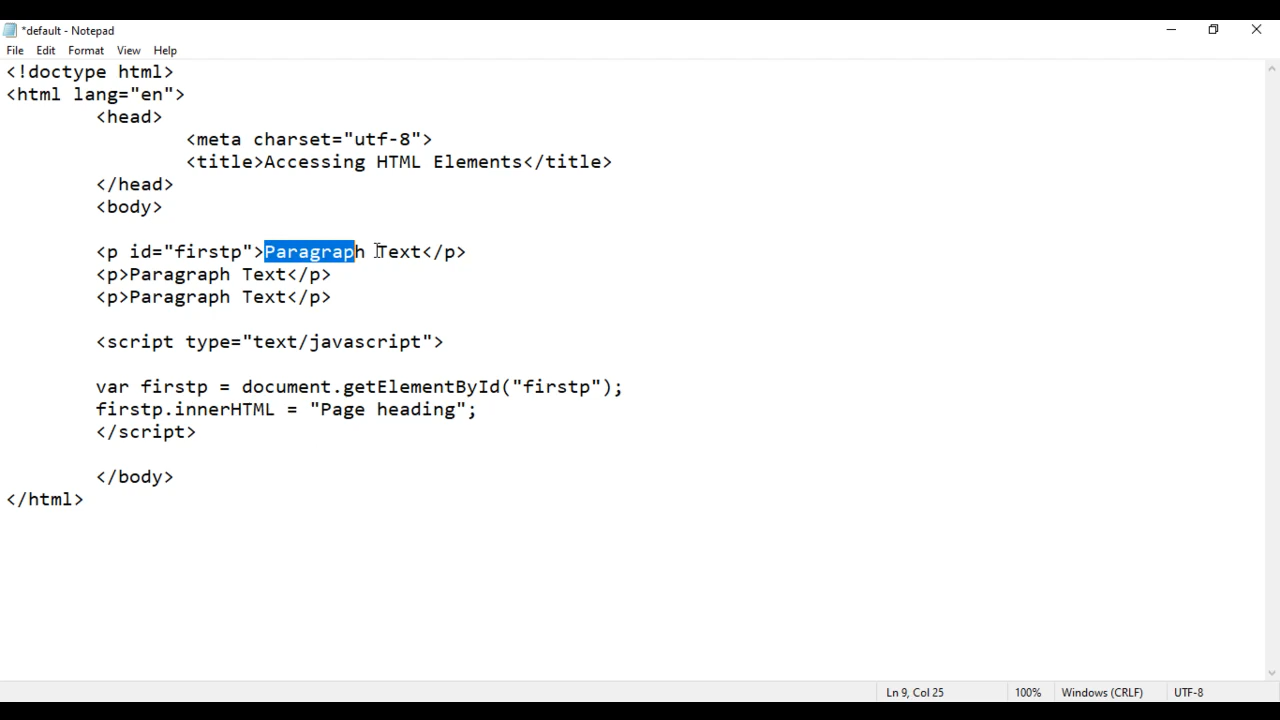 *default - Notepad
File Edit Format View Help
<!doctype html>
<html lang="en">
<head>
<meta charset="utf-8">
<title>Accessing HTML Elements</title>
</head>
<body>
<p id="firstp">Paragraph Text</p>
<p>Paragraph Text</p>
<p>Paragraph Text</p>
<script type="text/javascript">
var firstp = document.getElementById("firstp");
firstp.innerHTML = "Page heading";
</script>
</body>
</html>
Ln 9, Col 25 100% Windows (CRLF) UTF-8